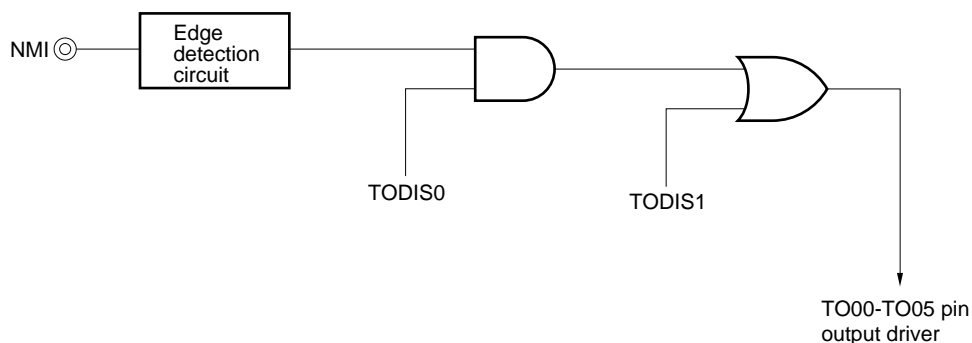 NMI
Edge
detection
circuit
TODIS0
TODIS1
TO00-TO05 pin
output driver